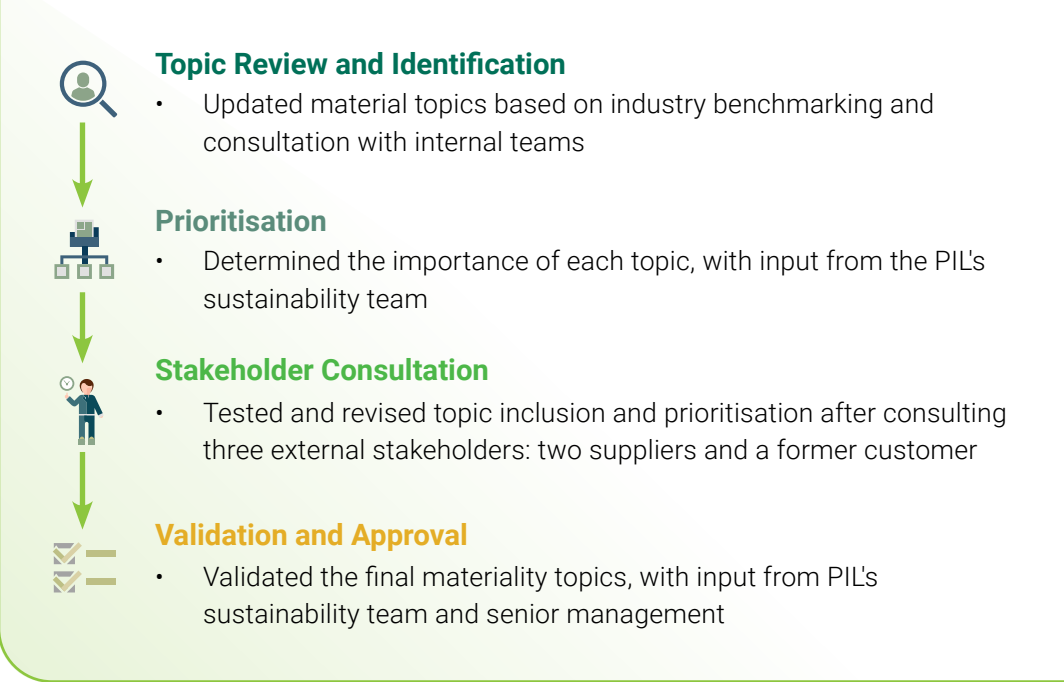 Topic Review and Identification
• Updated material topics based on industry benchmarking and
consultation with internal teams
Prioritisation
• Determined the importance of each topic, with input from the PIL's
sustainability team
Stakeholder Consultation
• Tested and revised topic inclusion and prioritisation after consulting
three external stakeholders: two suppliers and a former customer
Validation and Approval
• Validated the final materiality topics, with input from PIL's
sustainability team and senior management